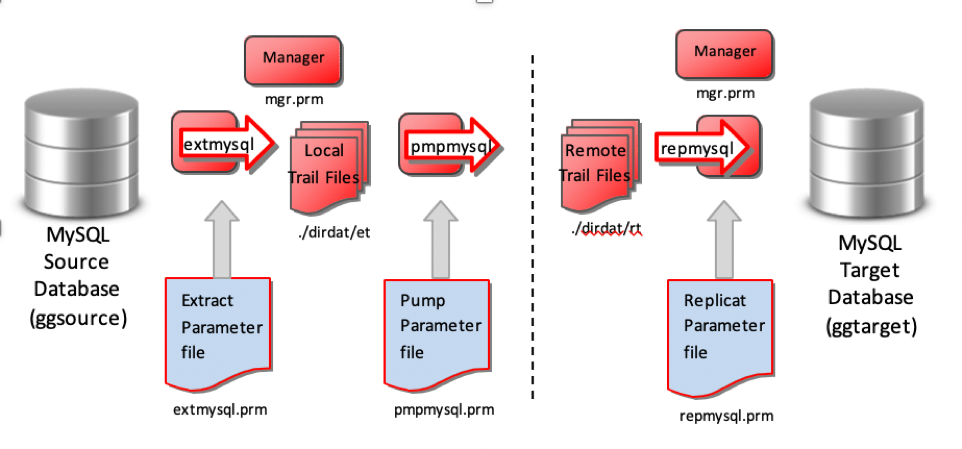 Manager
mgr.prm
extmysql
Local
Trail Files
./dirdat/et
pmpmysql
MySQL
Source
Database
(ggsource)
Extract
Parameter
file
extmysql.prm
Pump
Parameter
file
pmpmysql.prm
Manager
mgr.prm
Remote
Trail Files
./dirdat/rt
repmysql
Replicat
Parameter
file
repmysql.prm
MySQL
Target
Database
(ggtarget)